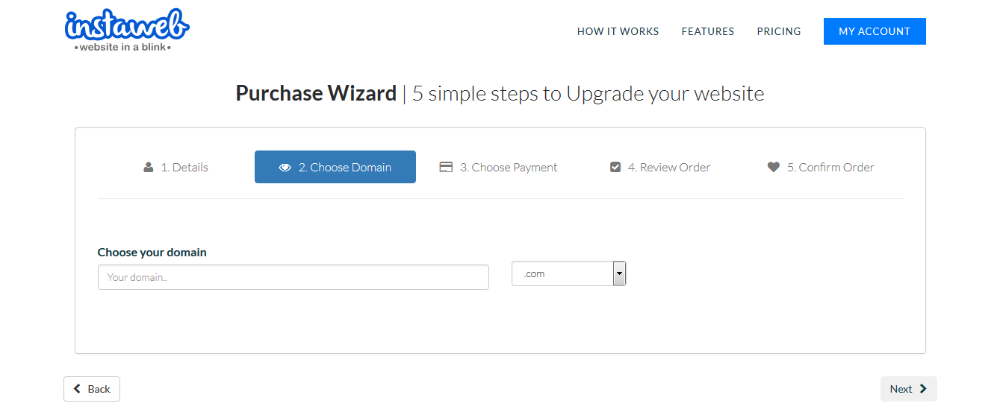 instaweb
•website in a blink•
HOW IT WORKS FEATURES PRICING MY ACCOUNT
Purchase Wizard | 5 simple steps to Upgrade your website
1. Details 2. Choose Domain 3. Choose Payment 4. Review Order 5. Confirm Order
Choose your domain
Your domain.. .com
Back Next